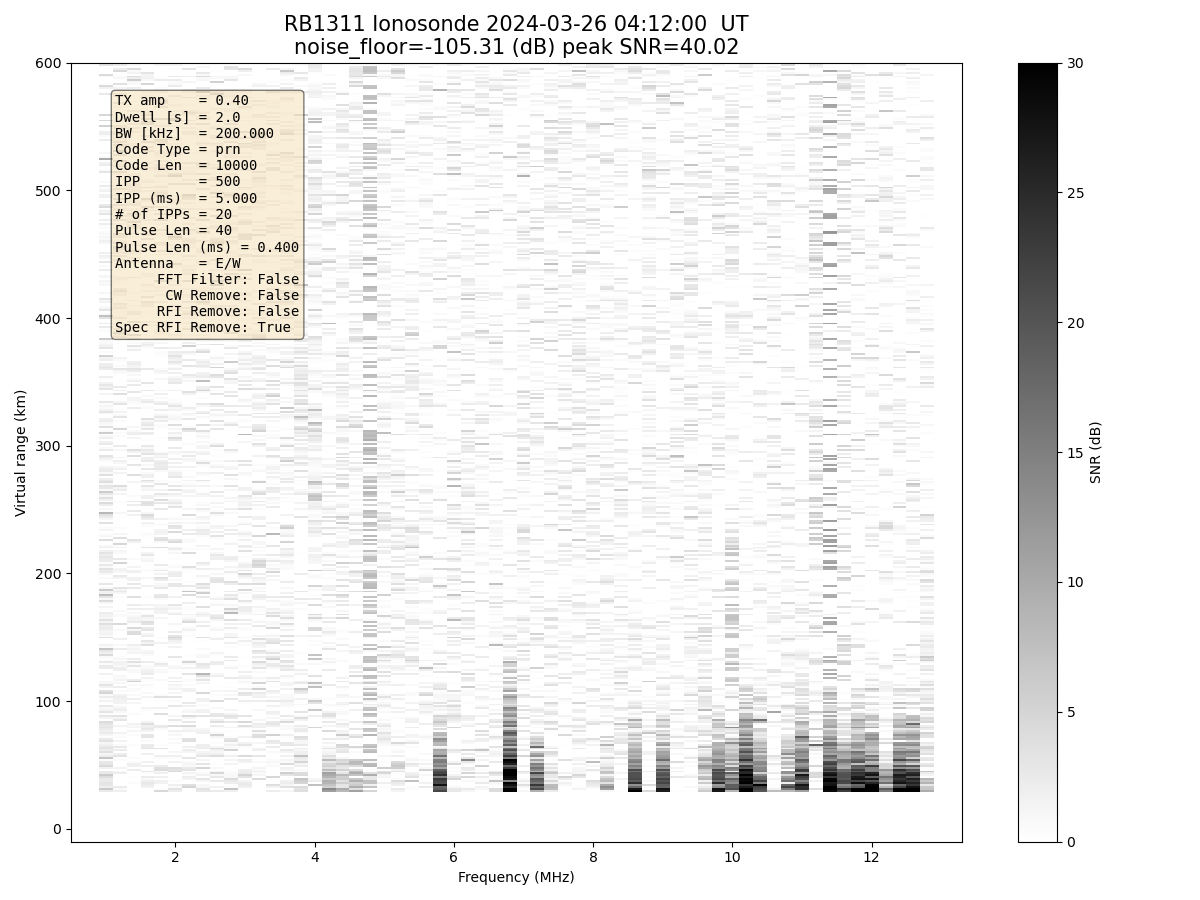 RB1311 Ionosonde 2024-03-26 04:12:00  UT
noise_floor=-105.31 (dB) peak SNR=40.02
TX amp    = 0.40
Dwell [s] = 2.0
BW [kHz]  = 200.000
Code Type = prn
Code Len  = 10000
IPP       = 500
IPP (ms)  = 5.000
# of IPPs = 20
Pulse Len = 40
Pulse Len (ms) = 0.400
Antenna   = E/W
FFT Filter: False
CW Remove: False
RFI Remove: False
Spec RFI Remove: True
600
500
400
300
200
100
0
Virtual range (km)
2 4 6 8 10 12
Frequency (MHz)
30
25
20
15
10
5
0
SNR (dB)